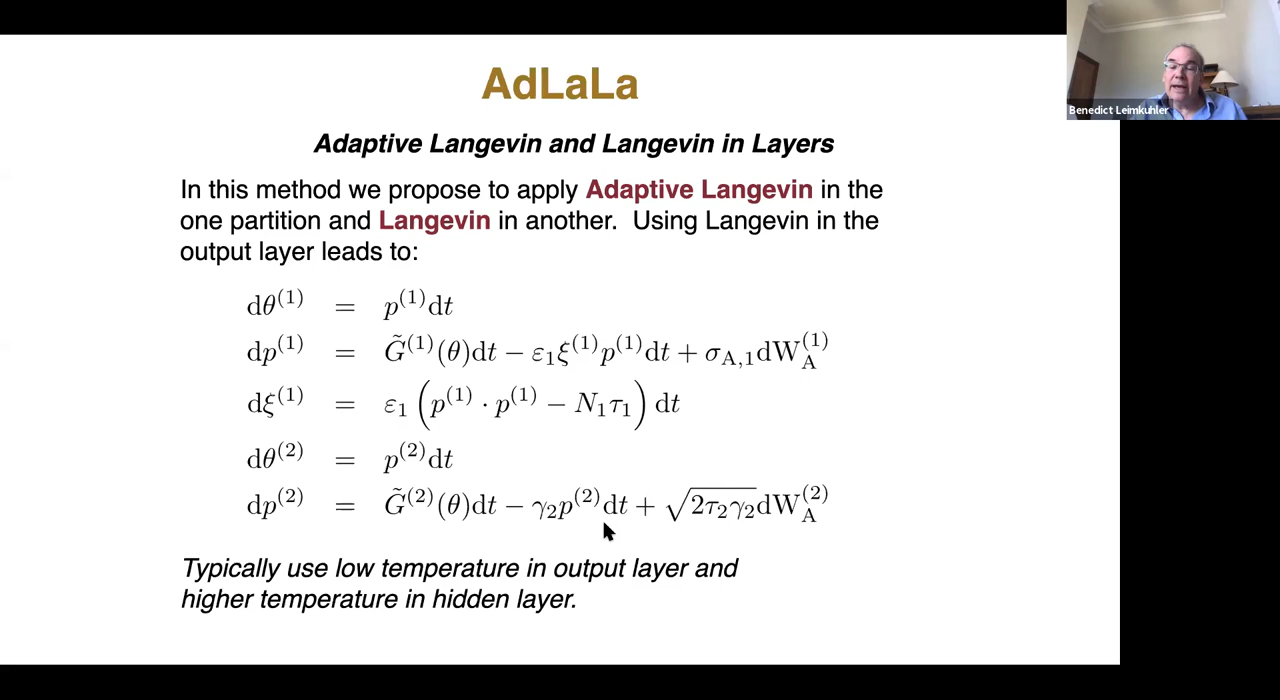 AdLaLa
Benedict Leimkuhler
Adaptive Langevin and Langevin in Layers
In this method we propose to apply Adaptive Langevin in the
one partition and Langevin in another. Using Langevin in the
output layer leads to:
dθ^(1) = p^(1)dt
dp^(1) = G̃^(1)(θ)dt − ε₁ξ^(1)p^(1)dt + σ_A,1dW_A^(1)
dξ^(1) = ε₁(p^(1) · p^(1) − N₁τ₁)dt
dθ^(2) = p^(2)dt
dp^(2) = G̃^(2)(θ)dt − γ₂p^(2)dt + √(2τ₂γ₂)dW_A^(2)
Typically use low temperature in output layer and
higher temperature in hidden layer.